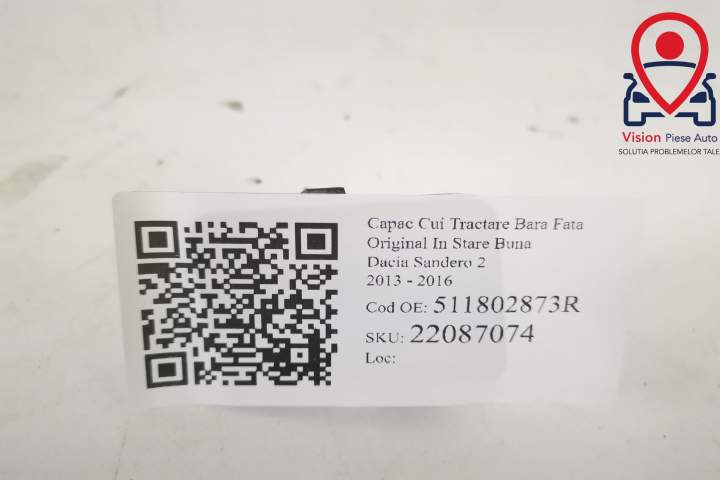 Vision Piese Auto
SOLUTIA PROBLEMELOR TALE
Capac Cui Tractare Bara Fata
Original In Stare Buna
Dacia Sandero 2
2013 - 2016
Cod OE: 511802873R
SKU: 22087074
Loc: